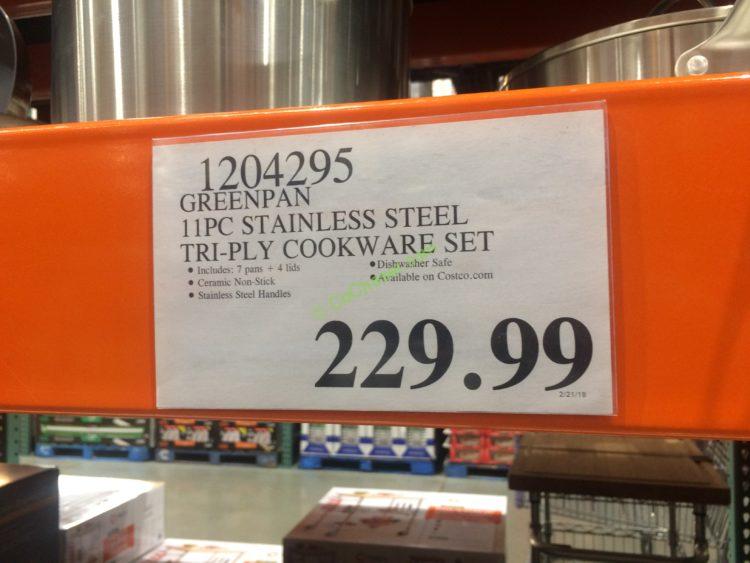 1204295
GREENPAN
11PC STAINLESS STEEL
TRI-PLY COOKWARE SET
• Includes: 7 pans + 4 lids
• Ceramic Non-Stick
• Stainless Steel Handles
• Dishwasher Safe
• Available on Costco.com
229.99
2/21/18